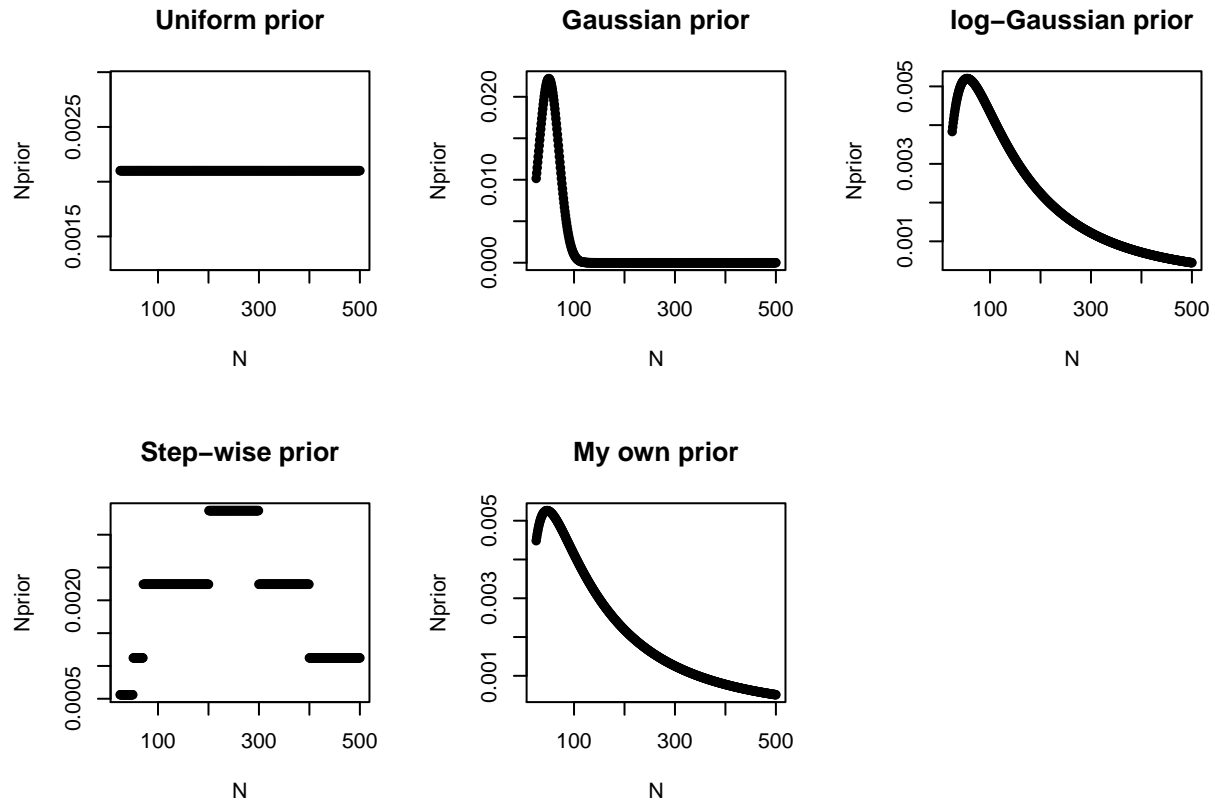 Uniform prior
Nprior
0.0015
0.0025
100
300
500
N
Gaussian prior
Nprior
0.000
0.010
0.020
100
300
500
N
log−Gaussian prior
Nprior
0.001
0.003
0.005
100
300
500
N
Step−wise prior
Nprior
0.0005
0.0020
100
300
500
N
My own prior
Nprior
0.001
0.003
0.005
100
300
500
N